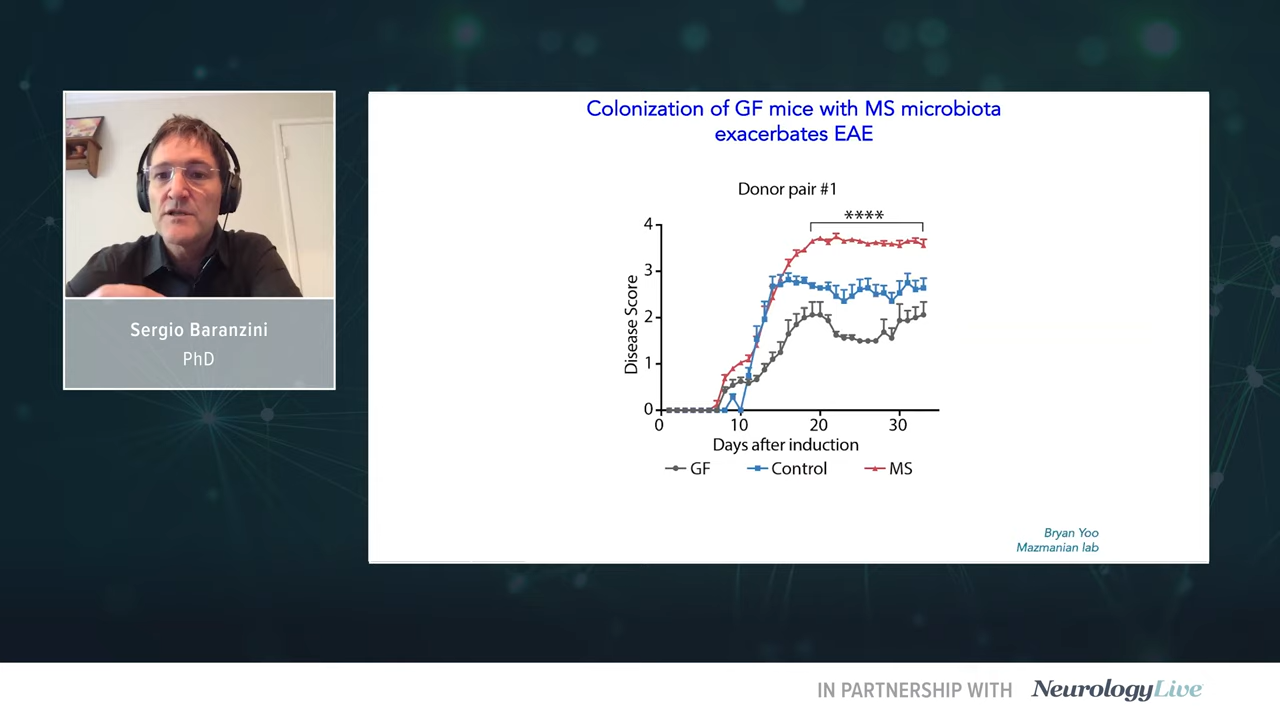 Colonization of GF mice with MS microbiota
exacerbates EAE
Donor pair #1
****
4
3
2
1
0
Disease Score
0 10 20 30
Days after induction
GF Control MS
Bryan Yoo
Mazmanian lab
Sergio Baranzini
PhD
IN PARTNERSHIP WITH NeurologyLive